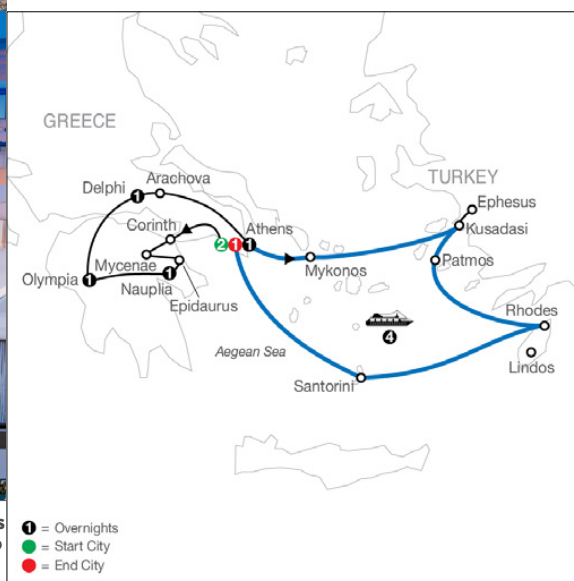 GREECE
TURKEY
Delphi
1
Arachova
Ephesus
Corinth
Athens
Kusadasi
2 1 1
Mykonos
Patmos
Mycenae
Olympia
1
Nauplia
1
Epidaurus
Rhodes
4
Aegean Sea
Lindos
Santorini
s
1 = Overnights
= Start City
= End City